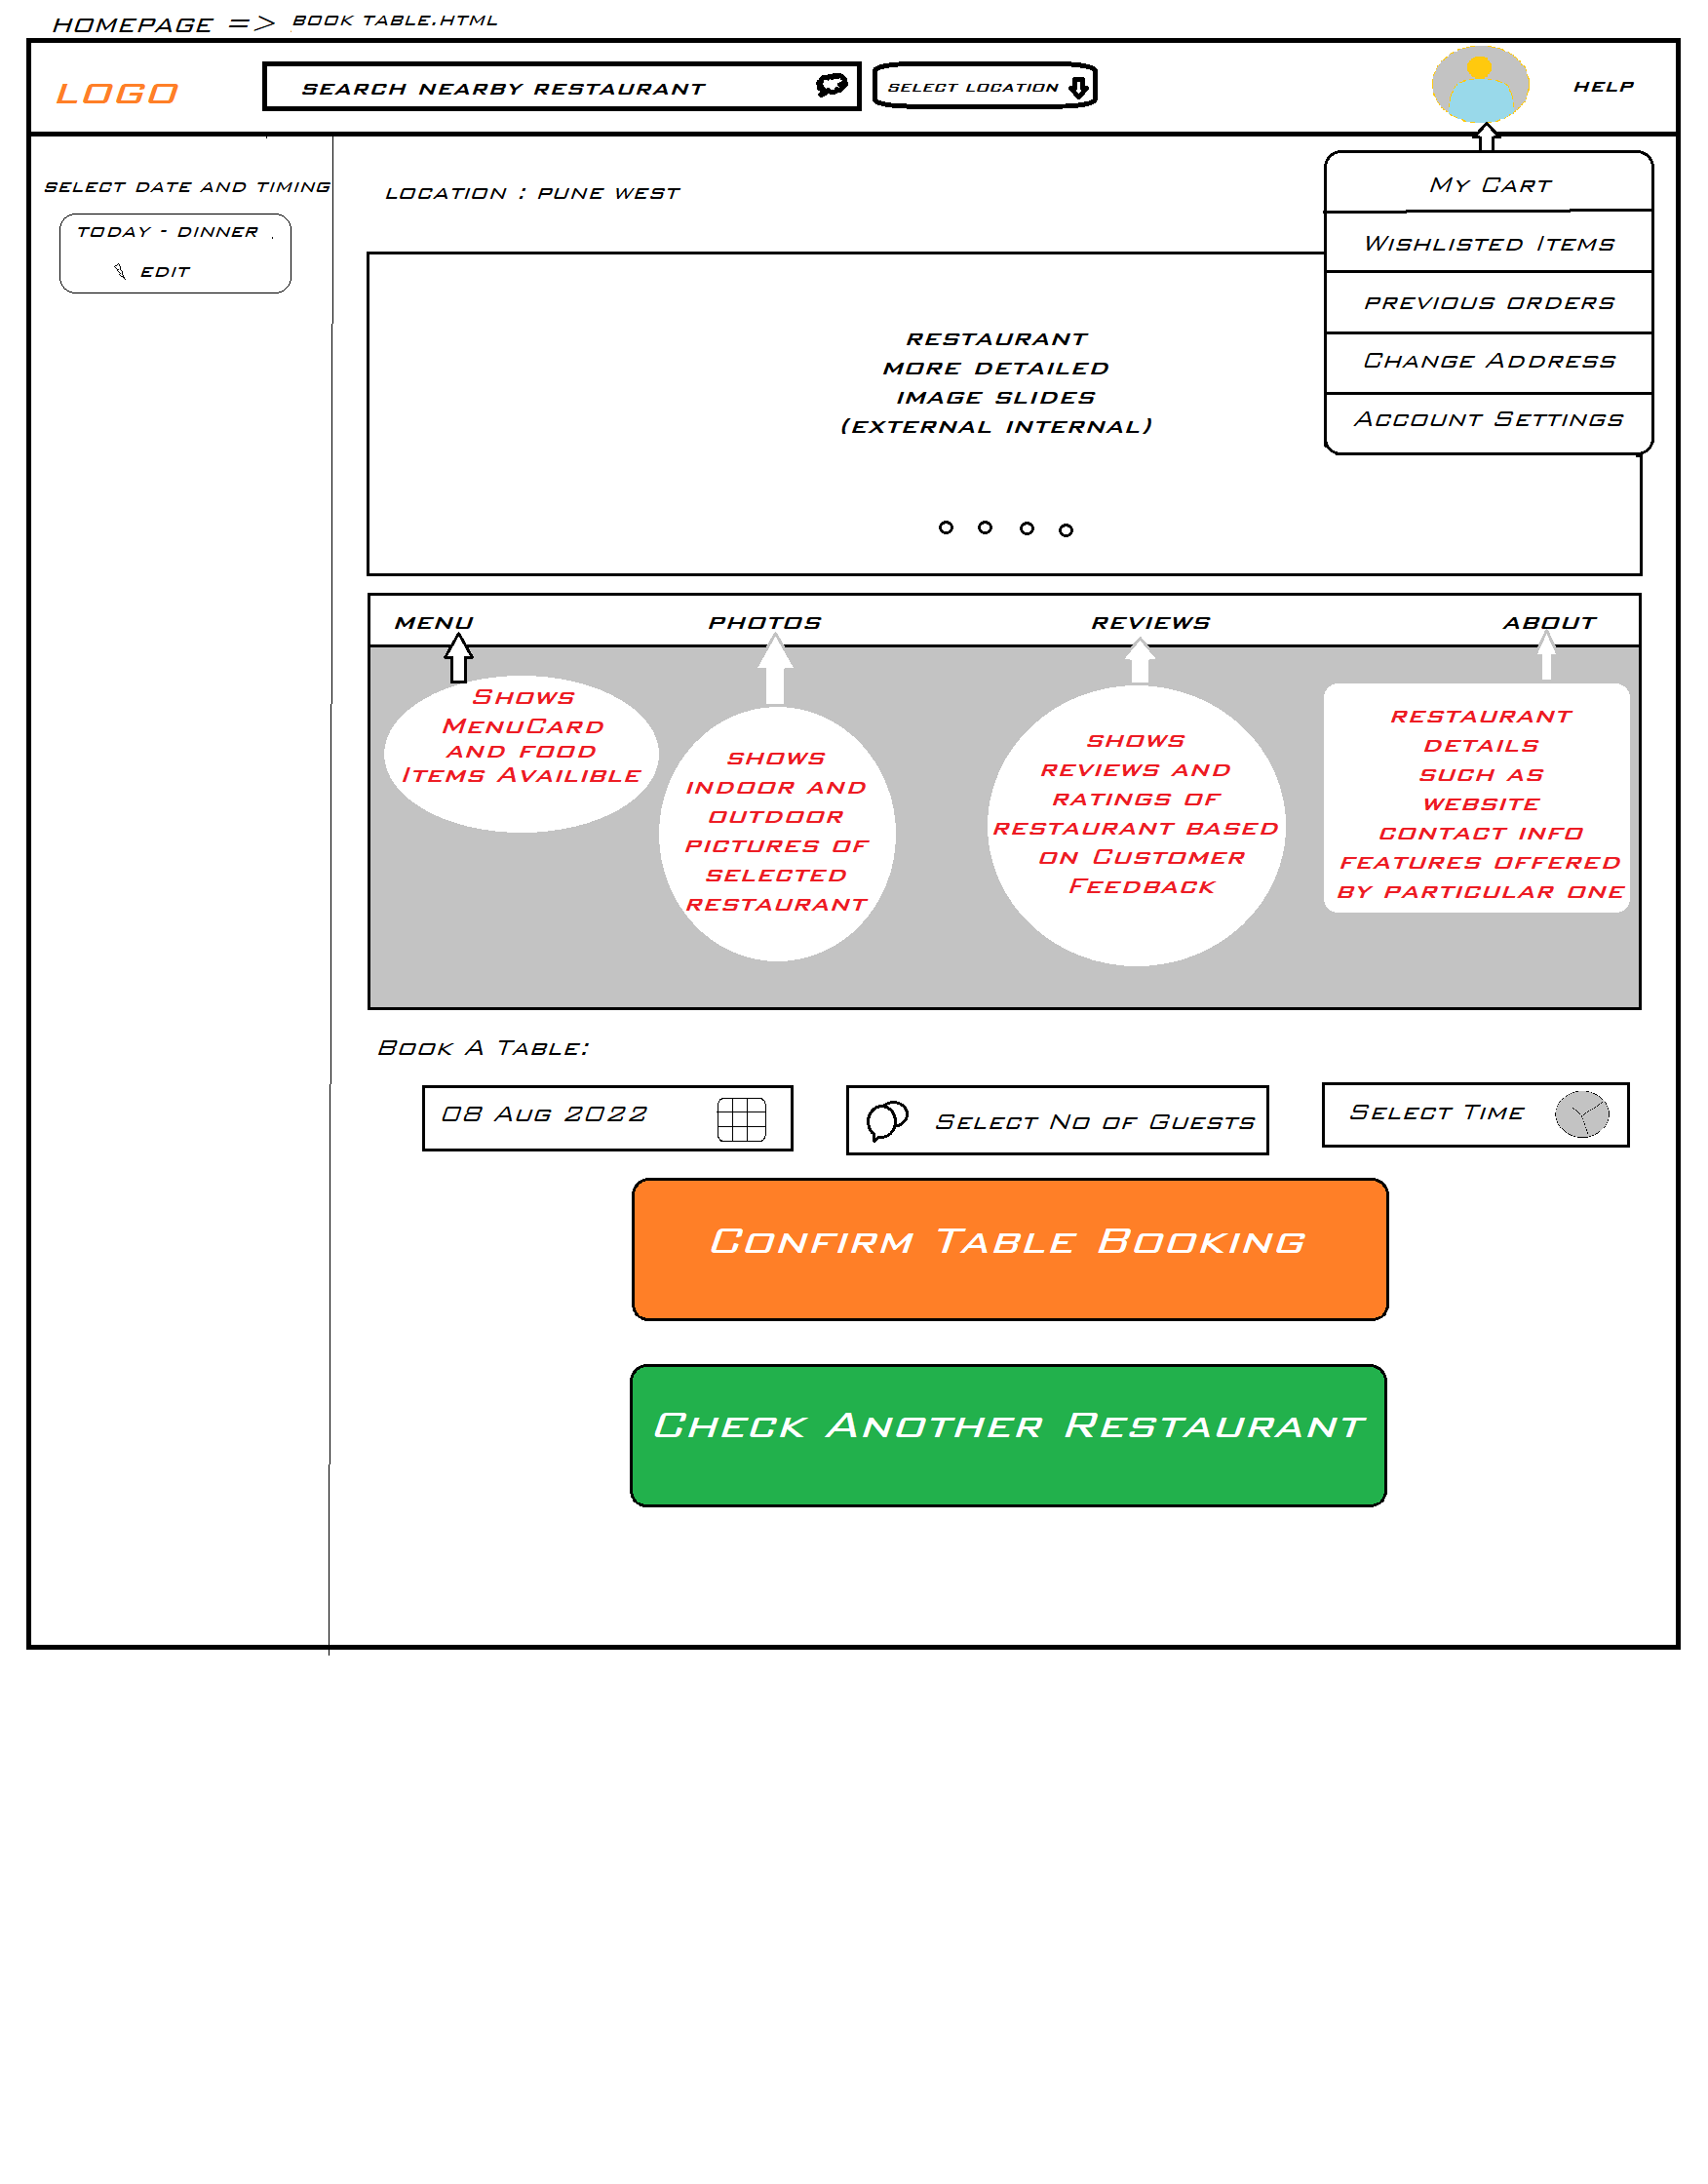 HOMEPAGE => BOOK TABLE.HTML
LOGO
SEARCH NEARBY RESTAURANT
SELECT LOCATION
HELP
SELECT DATE AND TIMING
TODAY - DINNER
EDIT
LOCATION : PUNE WEST
My Cart
Wishlisted Items
PREVIOUS ORDERS
Change Address
Account Settings
RESTAURANT
MORE DETAILED
IMAGE SLIDES
(EXTERNAL INTERNAL)
MENU
PHOTOS
REVIEWS
ABOUT
Shows
MenuCard
and food
Items Availible
SHOWS
INDOOR AND
OUTDOOR
PICTURES OF
SELECTED
RESTAURANT
SHOWS
REVIEWS AND
RATINGS OF
RESTAURANT BASED
ON Customer
Feedback
RESTAURANT
DETAILS
SUCH AS
WEBSITE
CONTACT INFO
FEATURES OFFERED
BY PARTICULAR ONE
Book A Table:
08 Aug 2022
Select No of Guests
Select Time
Confirm Table Booking
Check Another Restaurant